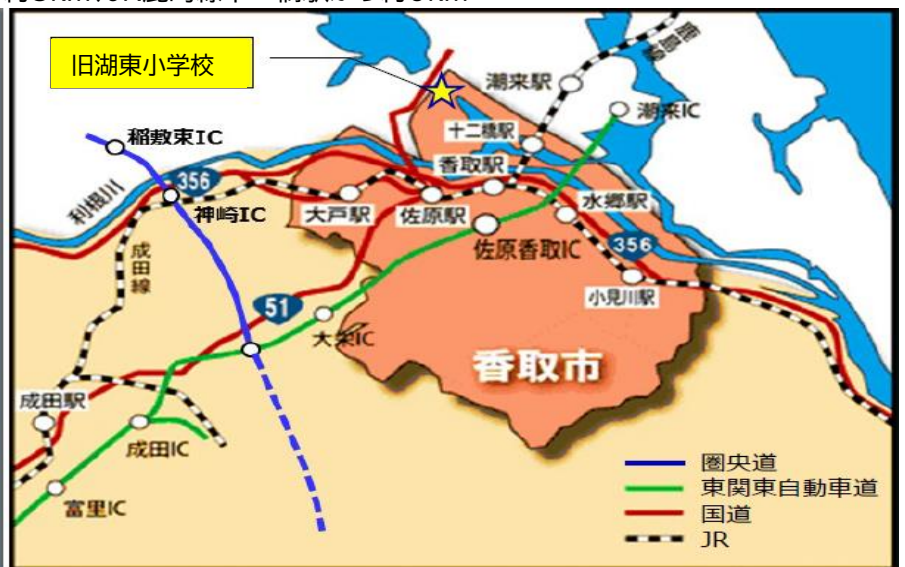 旧湖東小学校
鹿島線
潮来駅
潮来IC
十二橋駅
稲敷東IC
香取駅
356
利根川
神崎IC
大戸駅
佐原駅
水郷駅
佐原香取IC
356
成田線
小見川駅
51
大栄IC
香取市
成田駅
成田IC
富里IC
圏央道
東関東自動車道
国道
JR